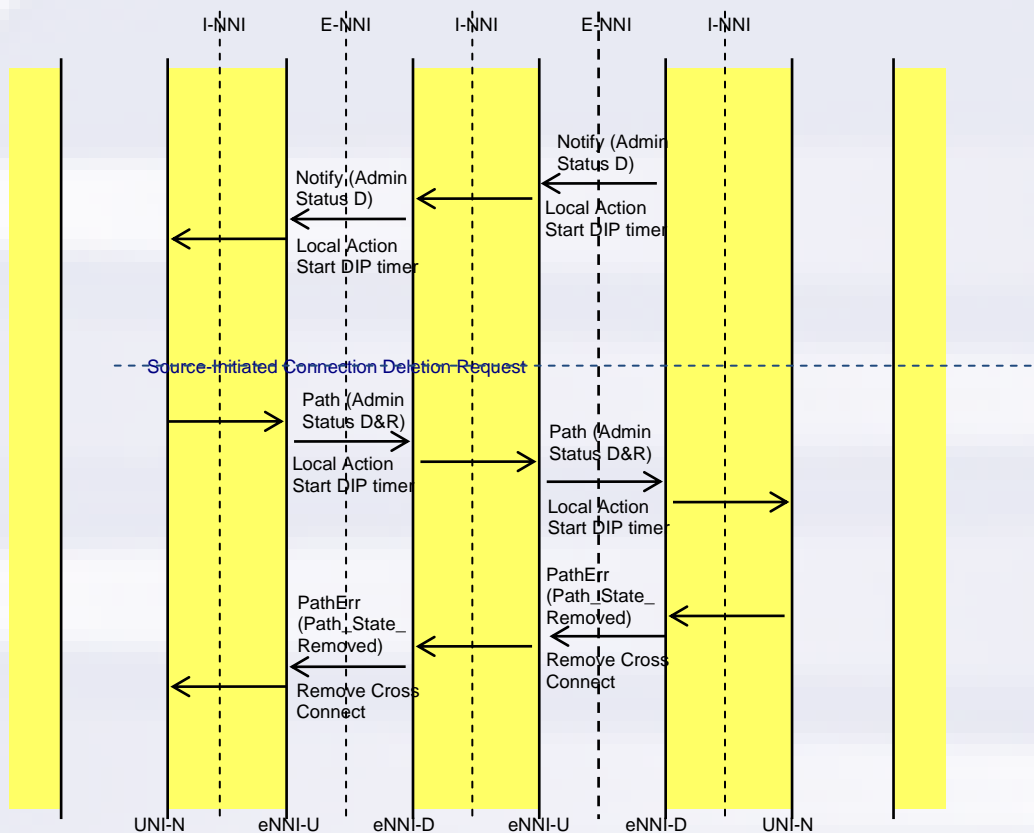 I-NNI
E-NNI
I-NNI
E-NNI
I-NNI
Notify (Admin
Status D)
Notify (Admin
Status D)
Local Action
Start DIP timer
Local Action
Start DIP timer
Source-Initiated Connection Deletion Request
Path (Admin
Status D&R)
Path (Admin
Status D&R)
Local Action
Start DIP timer
Local Action
Start DIP timer
PathErr
(Path_State_
Removed)
PathErr
(Path_State_
Removed)
Remove Cross
Connect
Remove Cross
Connect
UNI-N
eNNI-U
eNNI-D
eNNI-U
eNNI-D
UNI-N